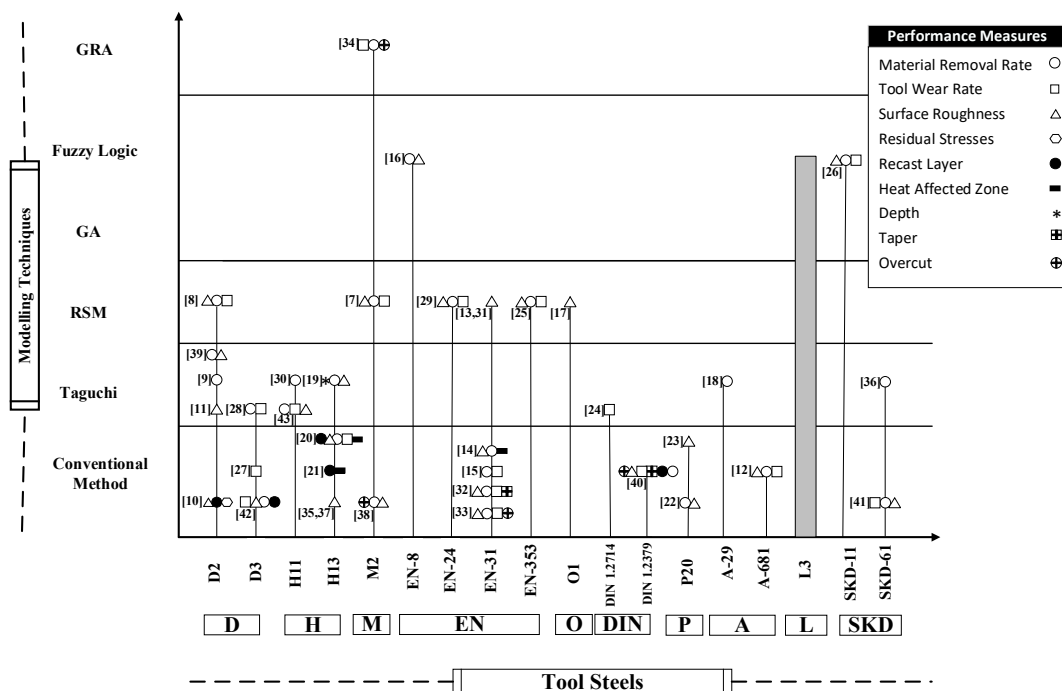 GRA
Fuzzy Logic
GA
RSM
Taguchi
Conventional
Method
Modelling Techniques
[34]
[16]
[26]
[8]
[7]
[29]
[13,31]
[25]
[17]
[39]
[9]
[30]
[19]
[18]
[36]
[11]
[28]
[43]
[24]
[20]
[14]
[23]
[27]
[21]
[15]
[40]
[12]
[32]
[10]
[42]
[35,37]
[38]
[33]
[22]
[41]
Performance Measures
Material Removal Rate
Tool Wear Rate
Surface Roughness
Residual Stresses
Recast Layer
Heat Affected Zone
Depth *
Taper
Overcut
D2
D3
H11
H13
M2
EN-8
EN-24
EN-31
EN-353
O1
DIN 1.2714
DIN 1.2379
P20
A-29
A-681
L3
SKD-11
SKD-61
D H M EN O DIN P A L SKD
Tool Steels